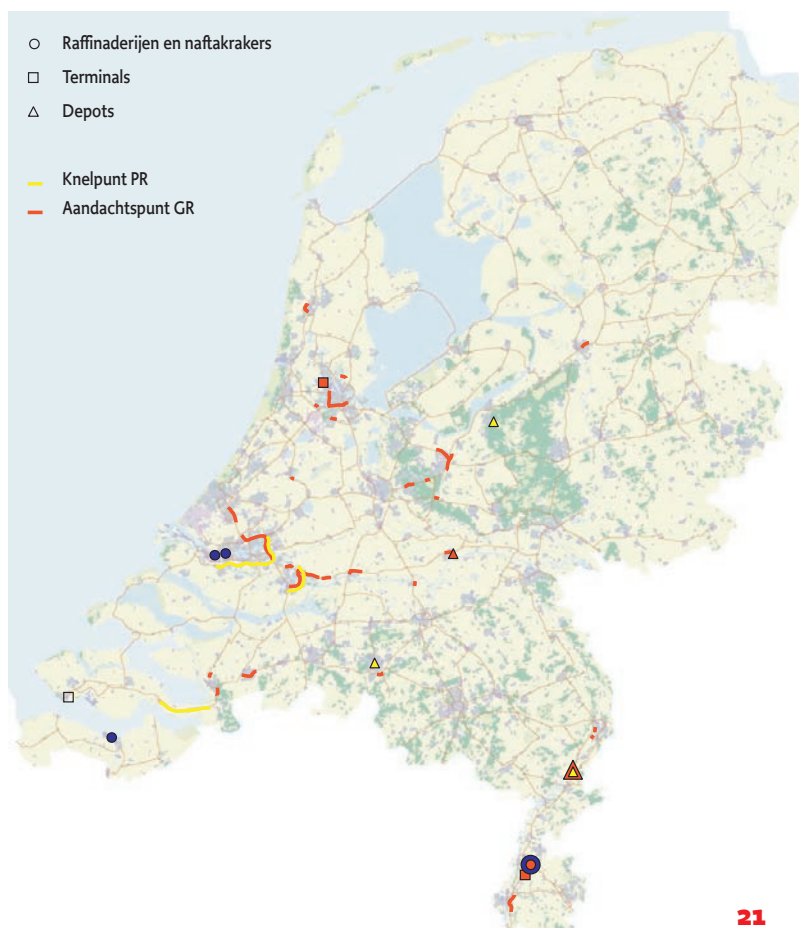 Raffinaderijen en naftakrakers
Terminals
Depots
Knelpunt PR
Aandachtspunt GR
21